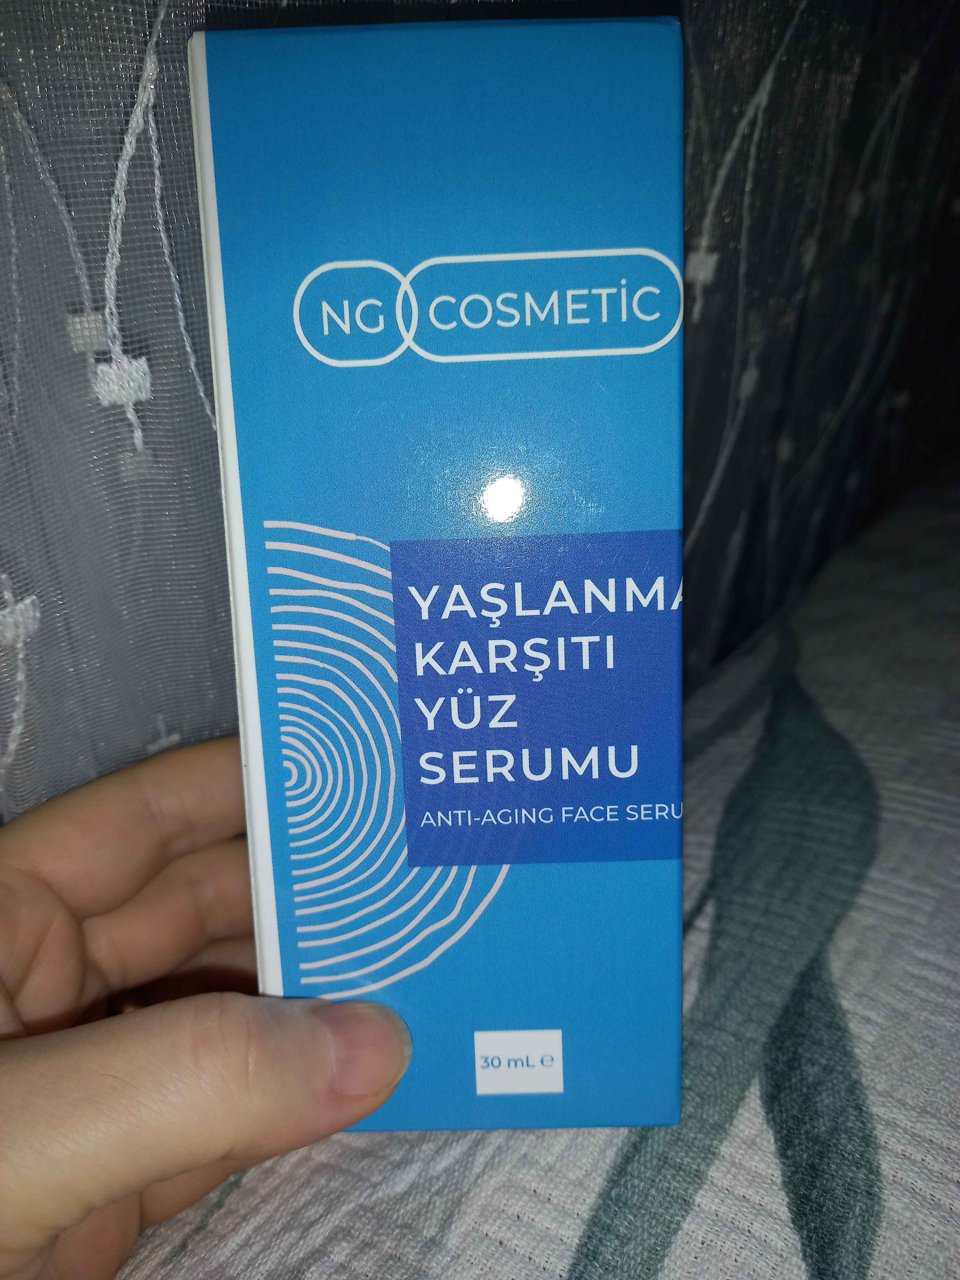 NG COSMETİC
YAŞLANMA
KARŞITI
YÜZ
SERUMU
ANTI-AGING FACE SERU
30 mL ℮